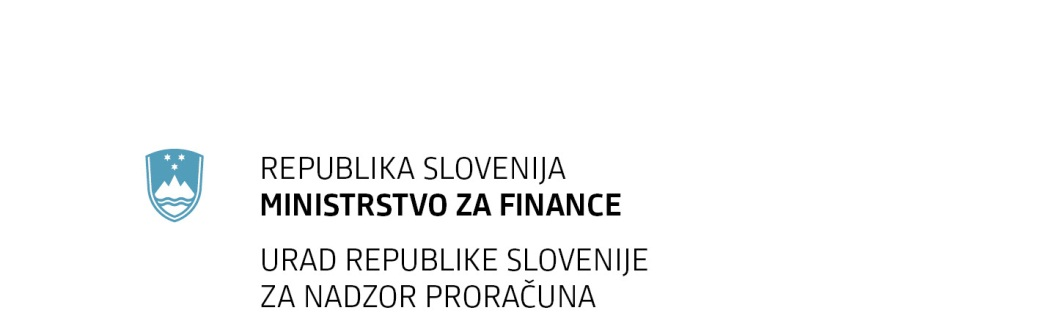 REPUBLIKA SLOVENIJA
MINISTRSTVO ZA FINANCE
URAD REPUBLIKE SLOVENIJE
ZA NADZOR PRORAČUNA